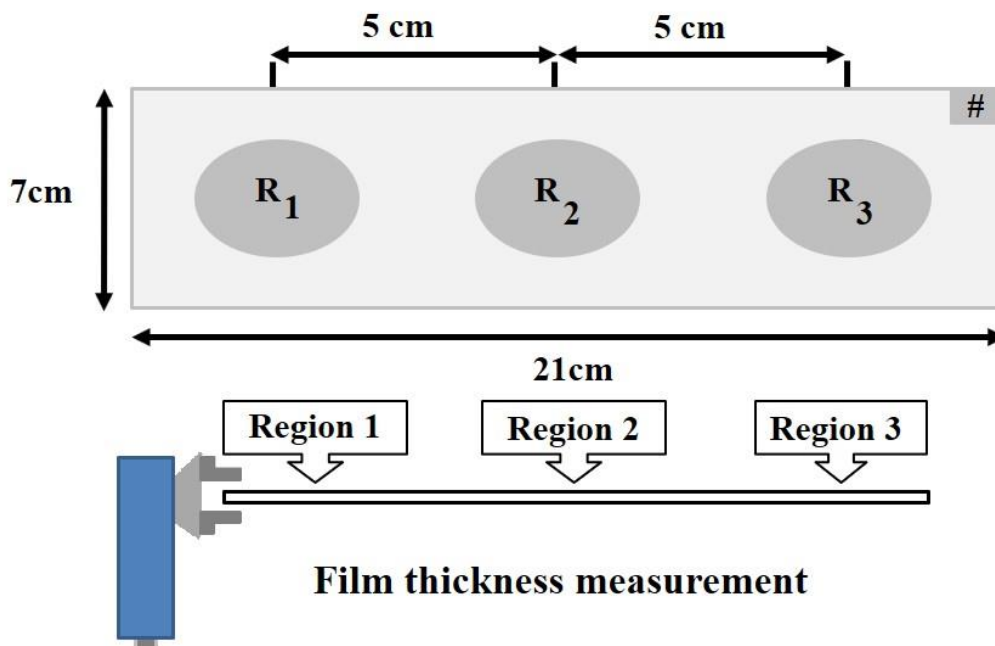 5 cm 5 cm
#
7cm
R1 R2 R3
21cm
Region 1 Region 2 Region 3
Film thickness measurement